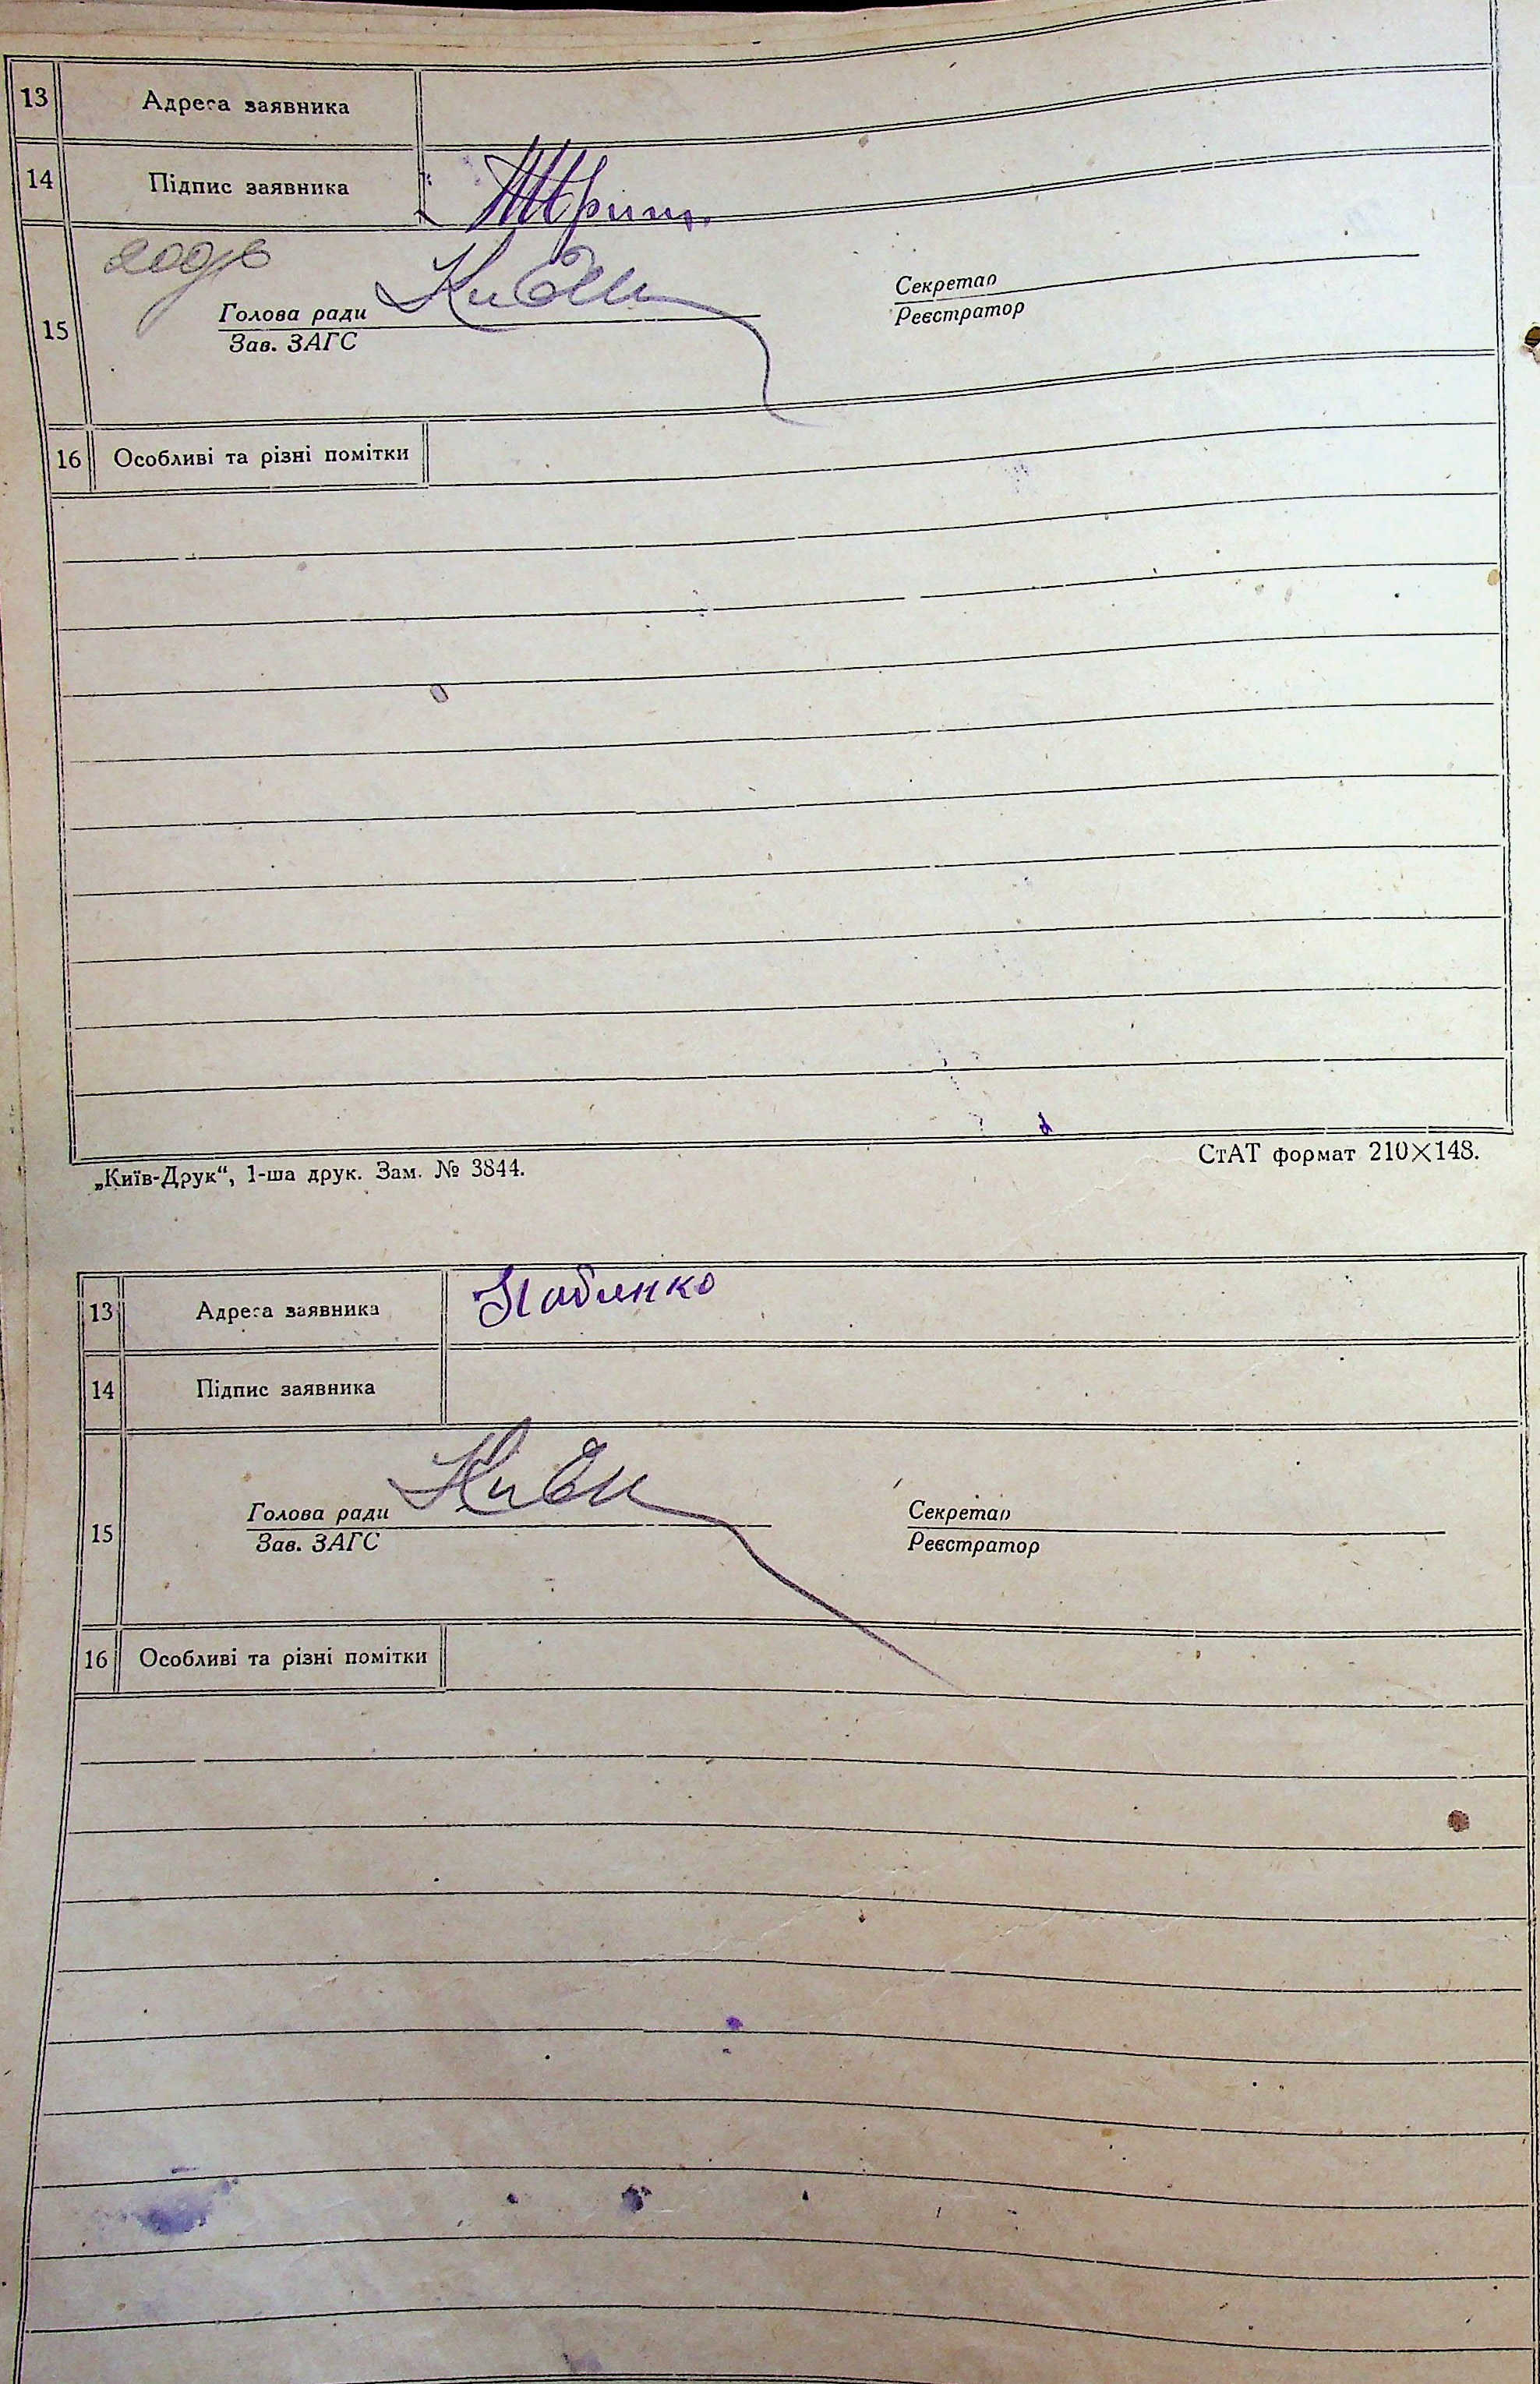 13 Адреса заявника
14 Підпис заявника
15 Голова ради Секретар
Зав. ЗАГС Реєстратор
16 Особливі та різні помітки
„Київ-Друк“, 1-ша друк. Зам. № 3844. СтАТ формат 210×148.
13 Адреса заявника
14 Підпис заявника
15 Голова ради Секретар
Зав. ЗАГС Реєстратор
16 Особливі та різні помітки